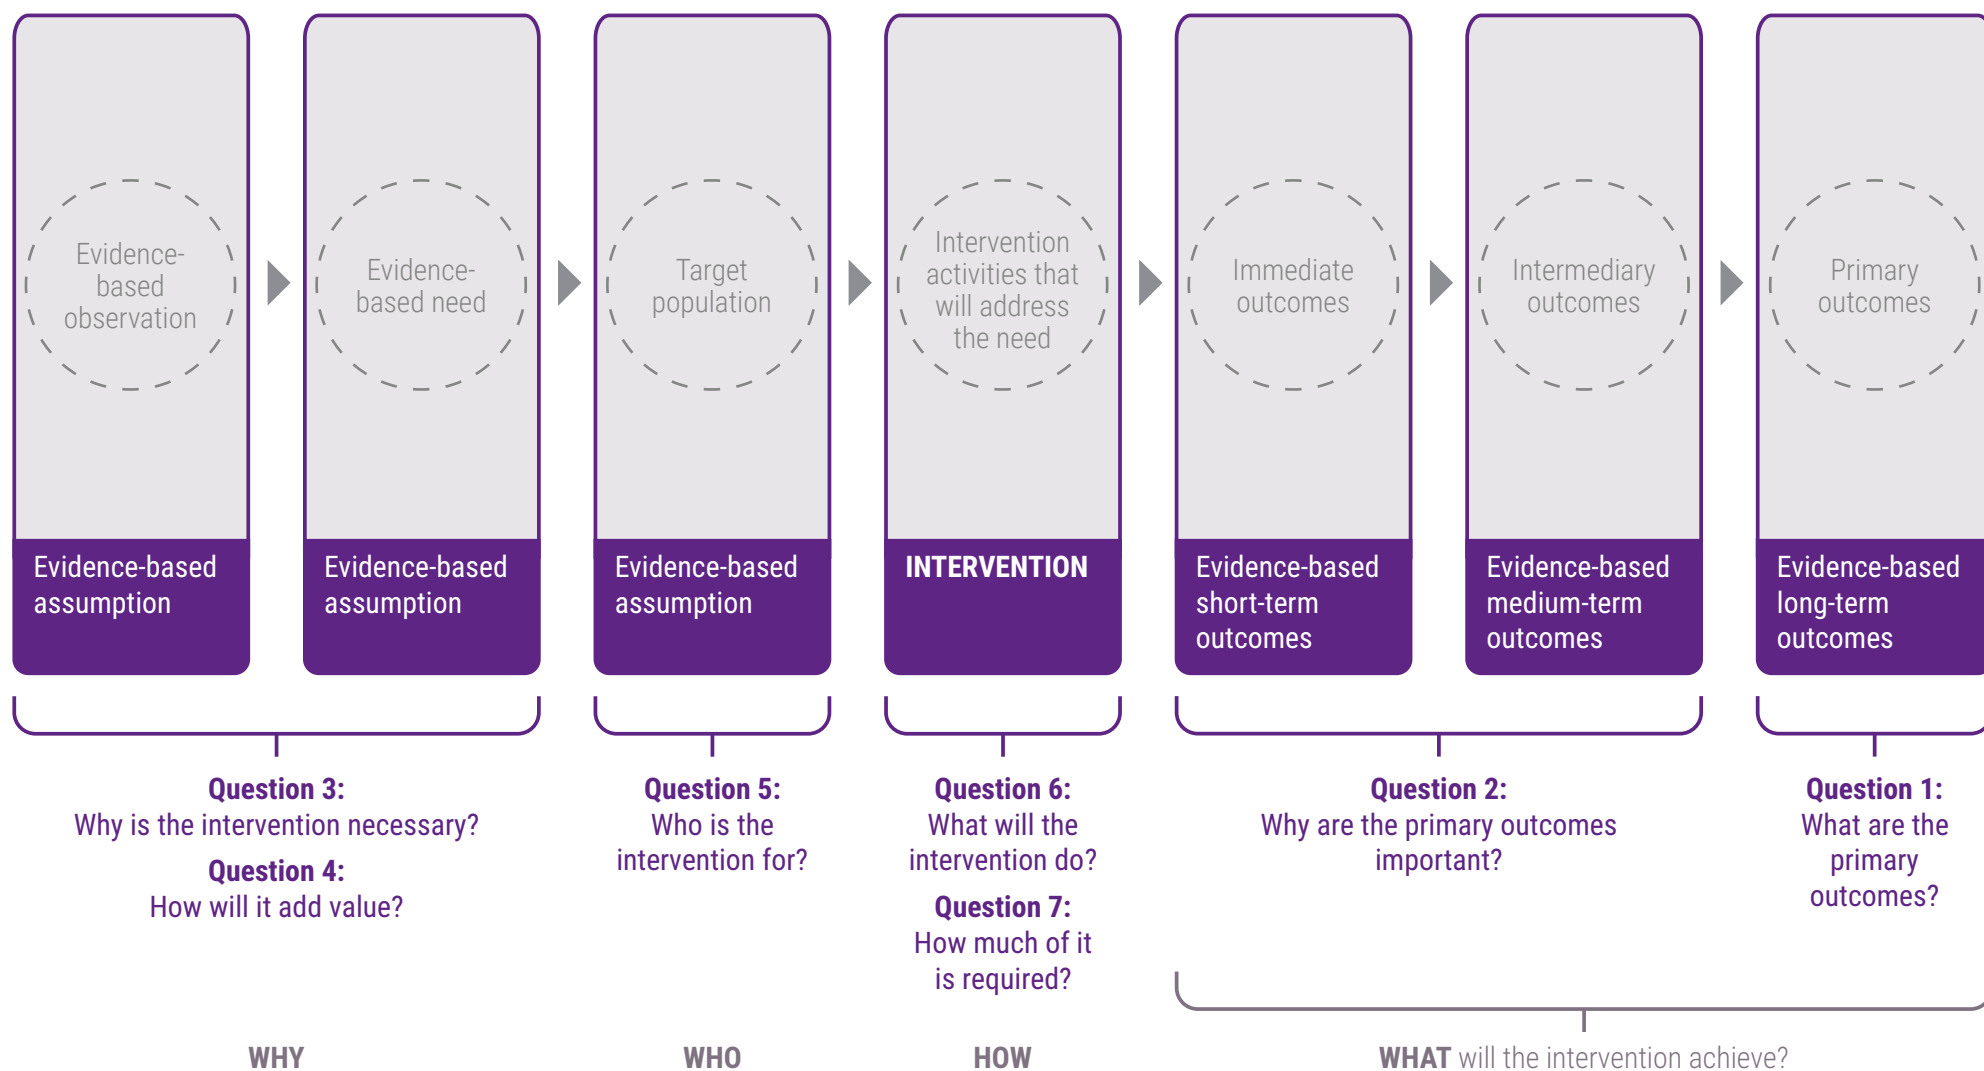 Evidence-
based
observation
Evidence-
based need
Target
population
Intervention
activities that
will address
the need
Immediate
outcomes
Intermediary
outcomes
Primary
outcomes
Evidence-based
assumption
Evidence-based
assumption
Evidence-based
assumption
INTERVENTION
Evidence-based
short-term
outcomes
Evidence-based
medium-term
outcomes
Evidence-based
long-term
outcomes
Question 3:
Why is the intervention necessary?
Question 4:
How will it add value?
Question 5:
Who is the
intervention for?
Question 6:
What will the
intervention do?
Question 7:
How much of it
is required?
Question 2:
Why are the primary outcomes
important?
Question 1:
What are the
primary
outcomes?
WHY
WHO
HOW
WHAT will the intervention achieve?